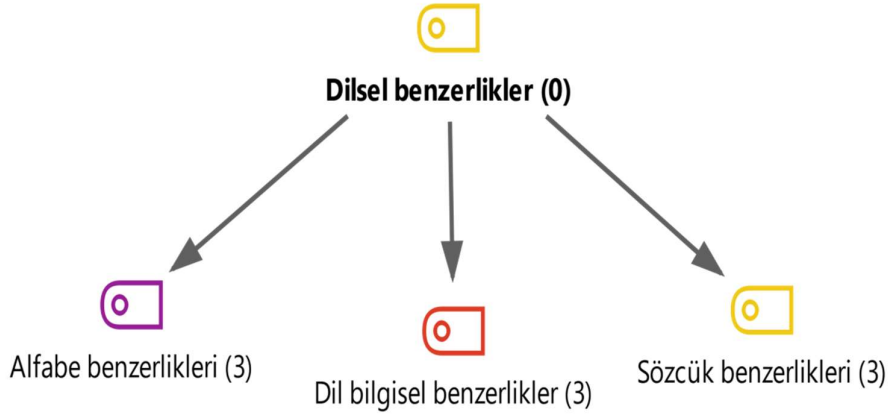 Dilsel benzerlikler (0)
Alfabe benzerlikleri (3)
Dil bilgisel benzerlikler (3)
Sözcük benzerlikleri (3)